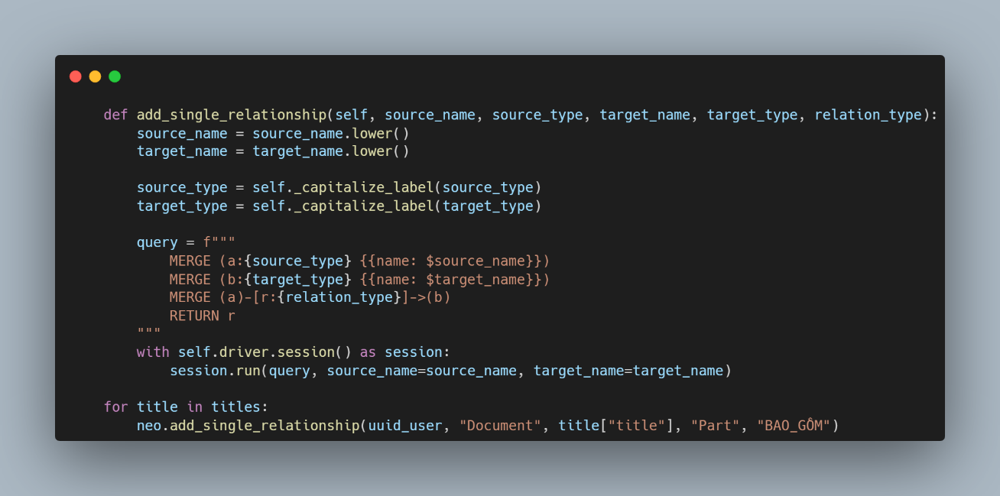 def add_single_relationship(self, source_name, source_type, target_name, target_type, relation_type):
    source_name = source_name.lower()
    target_name = target_name.lower()

    source_type = self._capitalize_label(source_type)
    target_type = self._capitalize_label(target_type)

    query = f"""
        MERGE (a:{source_type} {{name: $source_name}})
        MERGE (b:{target_type} {{name: $target_name}})
        MERGE (a)-[r:{relation_type}]->(b)
        RETURN r
    """
    with self.driver.session() as session:
        session.run(query, source_name=source_name, target_name=target_name)

for title in titles:
    neo.add_single_relationship(uuid_user, "Document", title["title"], "Part", "BAO_GỒM")